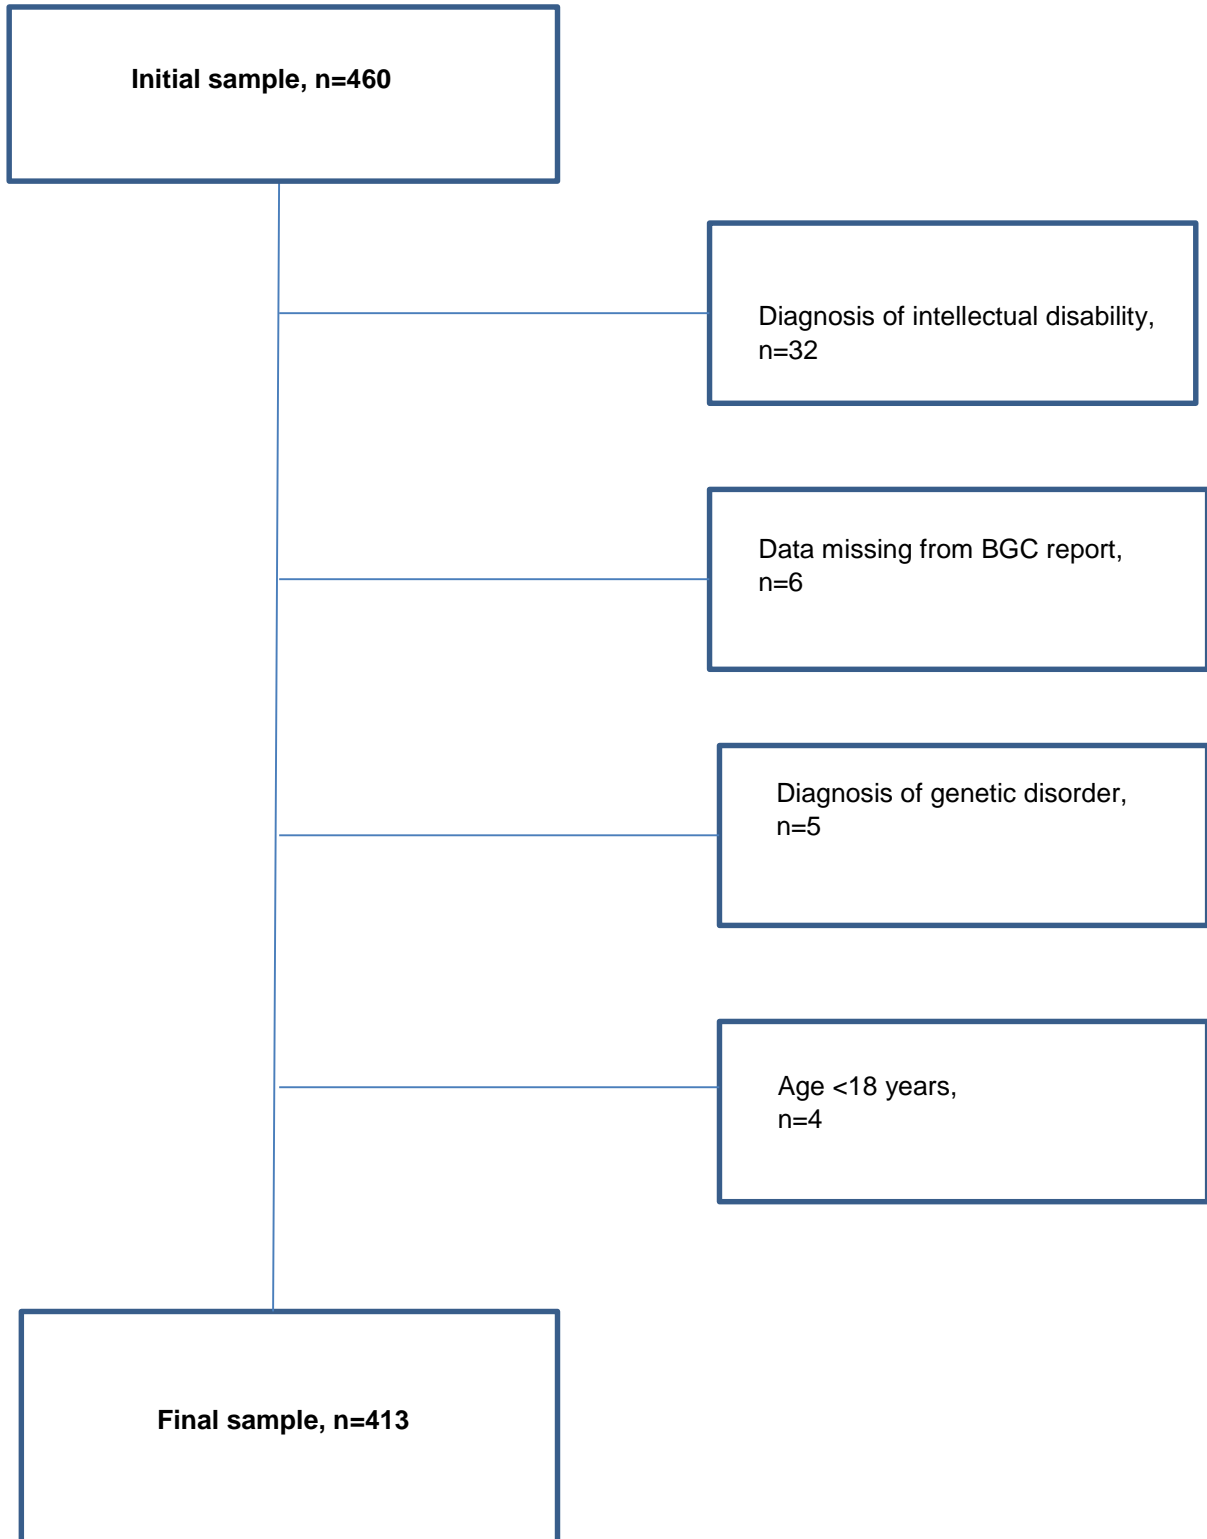 Initial sample, n=460
Diagnosis of intellectual disability,
n=32
Data missing from BGC report,
n=6
Diagnosis of genetic disorder,
n=5
Age <18 years,
n=4
Final sample, n=413